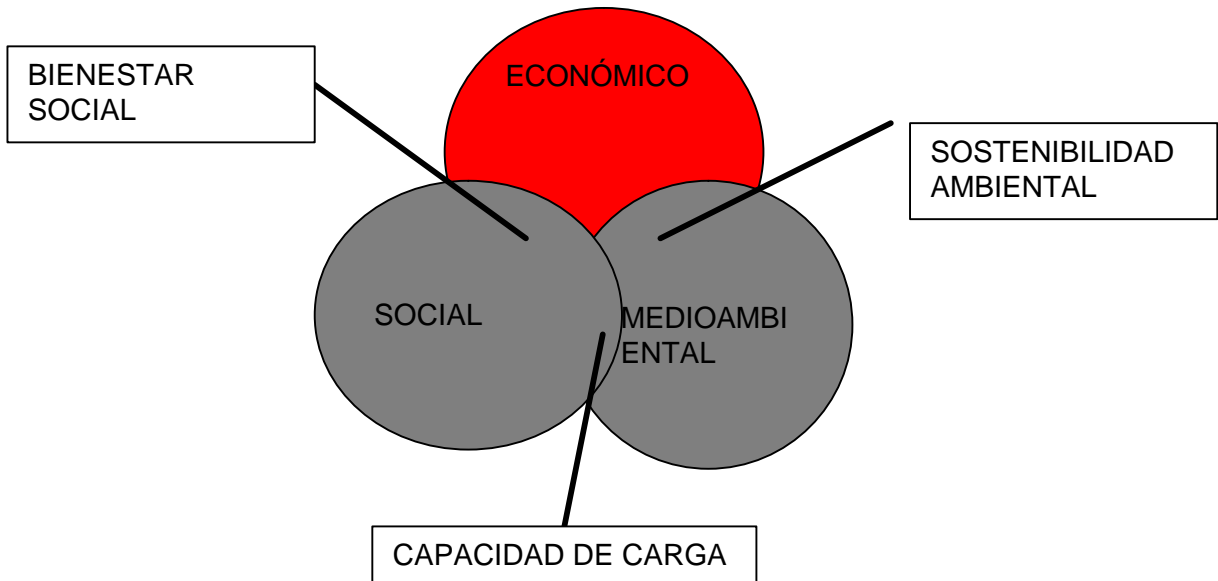 ECONÓMICO
BIENESTAR
SOCIAL
SOSTENIBILIDAD
AMBIENTAL
SOCIAL
MEDIOAMBI
ENTAL
CAPACIDAD DE CARGA